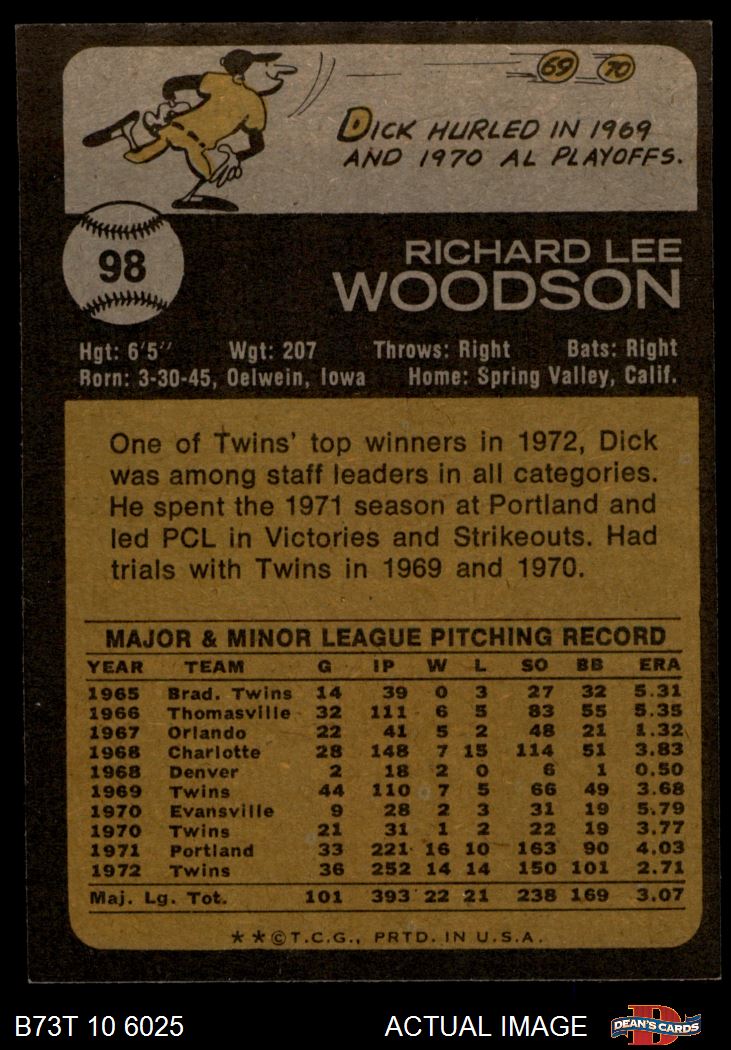 69 70
DICK HURLED IN 1969
AND 1970 AL PLAYOFFS.
98
RICHARD LEE
WOODSON
Hgt: 6'5" Wgt: 207 Throws: Right Bats: Right
Born: 3-30-45, Oelwein, Iowa Home: Spring Valley, Calif.
One of Twins' top winners in 1972, Dick
was among staff leaders in all categories.
He spent the 1971 season at Portland and
led PCL in Victories and Strikeouts. Had
trials with Twins in 1969 and 1970.
MAJOR & MINOR LEAGUE PITCHING RECORD
YEAR TEAM G IP W L SO BB ERA
1965 Brad. Twins 14 39 0 3 27 32 5.31
1966 Thomasville 32 111 6 5 83 55 5.35
1967 Orlando 22 41 5 2 48 21 1.32
1968 Charlotte 28 148 7 15 114 51 3.83
1968 Denver 2 18 2 0 6 1 0.50
1969 Twins 44 110 7 5 66 49 3.68
1970 Evansville 9 28 2 3 31 19 5.79
1970 Twins 21 31 1 2 22 19 3.77
1971 Portland 33 221 16 10 163 90 4.03
1972 Twins 36 252 14 14 150 101 2.71
Maj. Lg. Tot. 101 393 22 21 238 169 3.07
* * © T.C.G., PRTD. IN U.S.A.
B73T 10 6025 ACTUAL IMAGE D DEAN'S CARDS